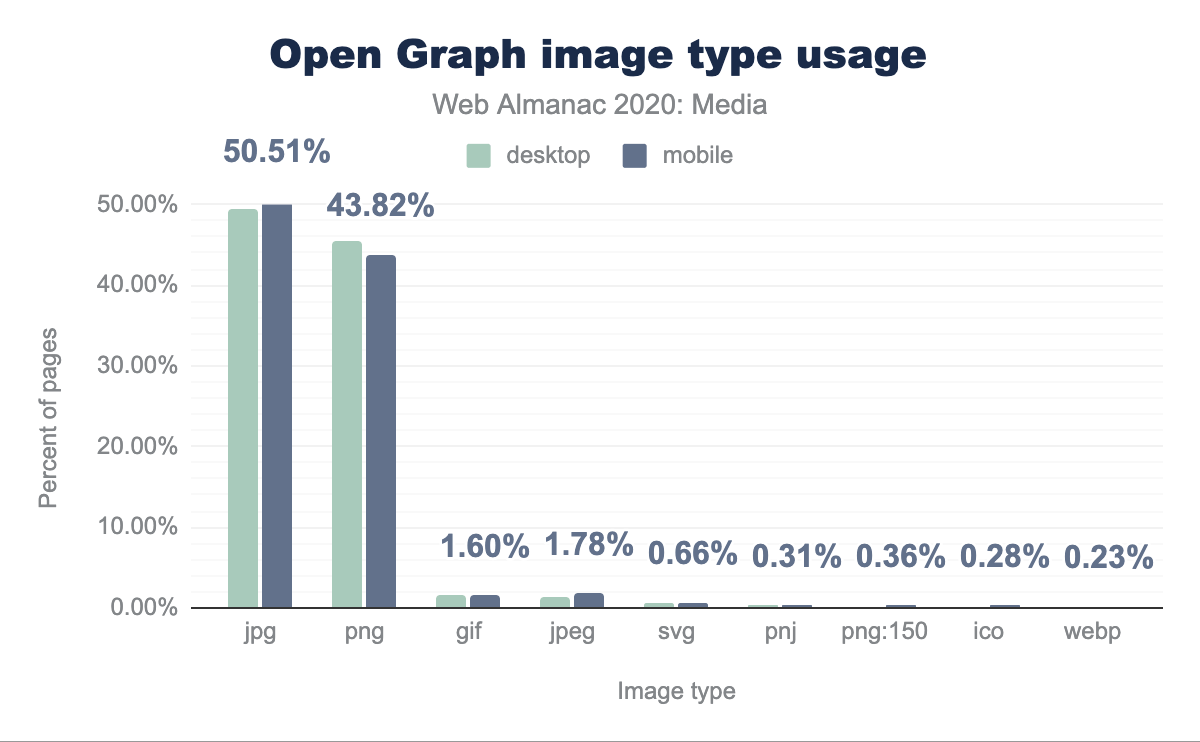 Open Graph image type usage
Web Almanac 2020: Media
desktop mobile
50.51%
43.82%
1.60%
1.78%
0.66%
0.31%
0.36%
0.28%
0.23%
50.00%
40.00%
30.00%
20.00%
10.00%
0.00%
Percent of pages
jpg png gif jpeg svg pnj png:150 ico webp
Image type